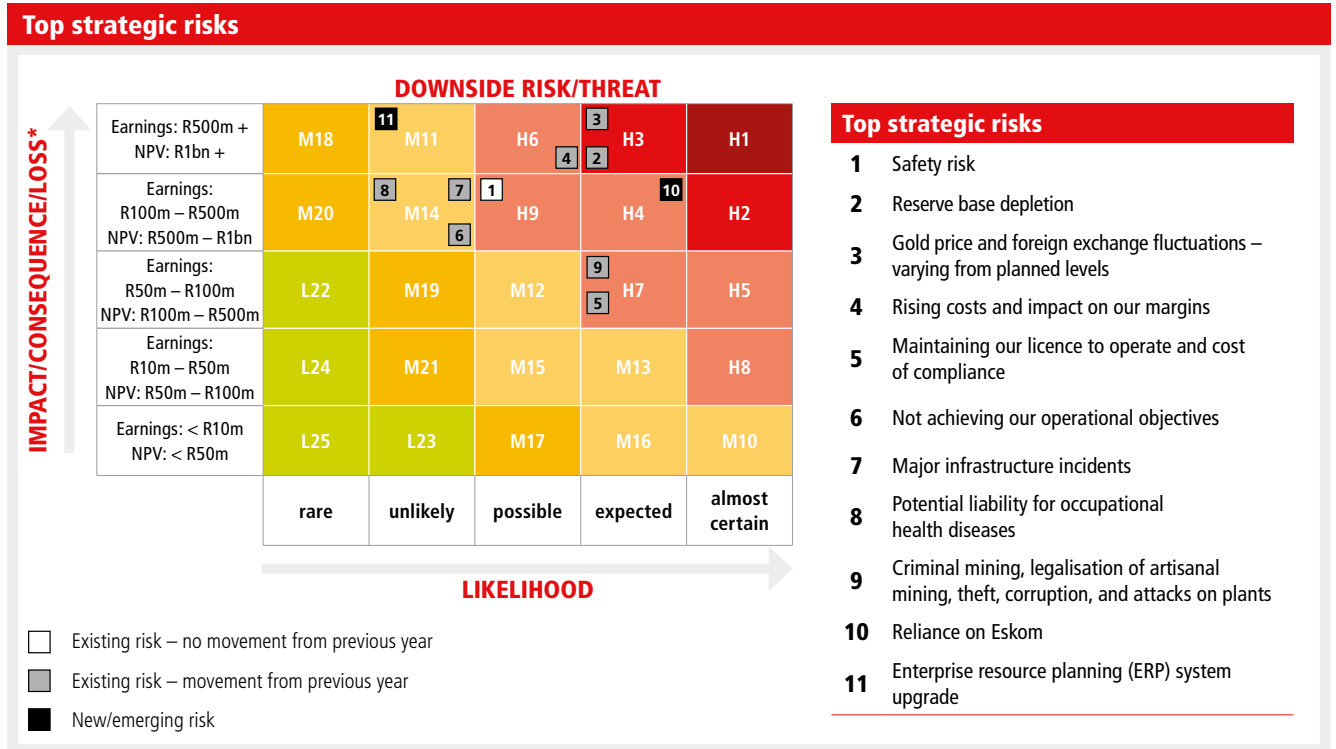 Top strategic risks
DOWNSIDE RISK/THREAT
IMPACT/CONSEQUENCE/LOSS*
Earnings: R500m +
NPV: R1bn +
M18
11
M11
H6
4
3
2
H3
H1
Earnings:
R100m – R500m
NPV: R500m – R1bn
M20
8
7
M14
6
1
H9
10
H4
H2
Earnings:
R50m – R100m
NPV: R100m – R500m
L22
M19
M12
9
5
H7
H5
Earnings:
R10m – R50m
NPV: R50m – R100m
L24
M21
M15
M13
H8
Earnings: < R10m
NPV: < R50m
L25
L23
M17
M16
M10
rare
unlikely
possible
expected
almost
certain
LIKELIHOOD
Existing risk – no movement from previous year
Existing risk – movement from previous year
New/emerging risk
Top strategic risks
1 Safety risk
2 Reserve base depletion
3 Gold price and foreign exchange fluctuations –
varying from planned levels
4 Rising costs and impact on our margins
5 Maintaining our licence to operate and cost
of compliance
6 Not achieving our operational objectives
7 Major infrastructure incidents
8 Potential liability for occupational
health diseases
9 Criminal mining, legalisation of artisanal
mining, theft, corruption, and attacks on plants
10 Reliance on Eskom
11 Enterprise resource planning (ERP) system
upgrade